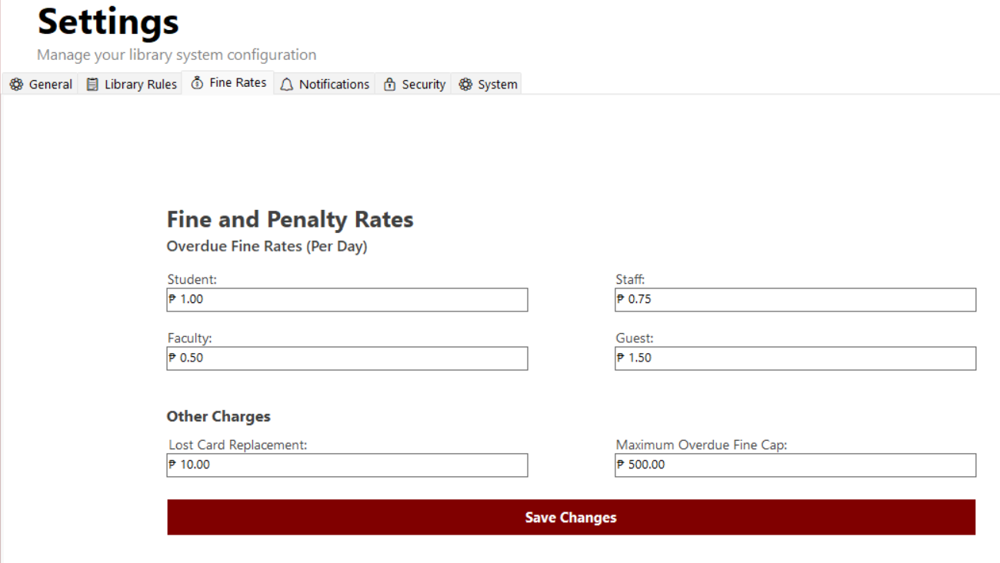 Settings
Manage your library system configuration
General Library Rules Fine Rates Notifications Security System
Fine and Penalty Rates
Overdue Fine Rates (Per Day)
Student: Staff:
₱ 1.00 ₱ 0.75
Faculty: Guest:
₱ 0.50 ₱ 1.50
Other Charges
Lost Card Replacement: Maximum Overdue Fine Cap:
₱ 10.00 ₱ 500.00
Save Changes